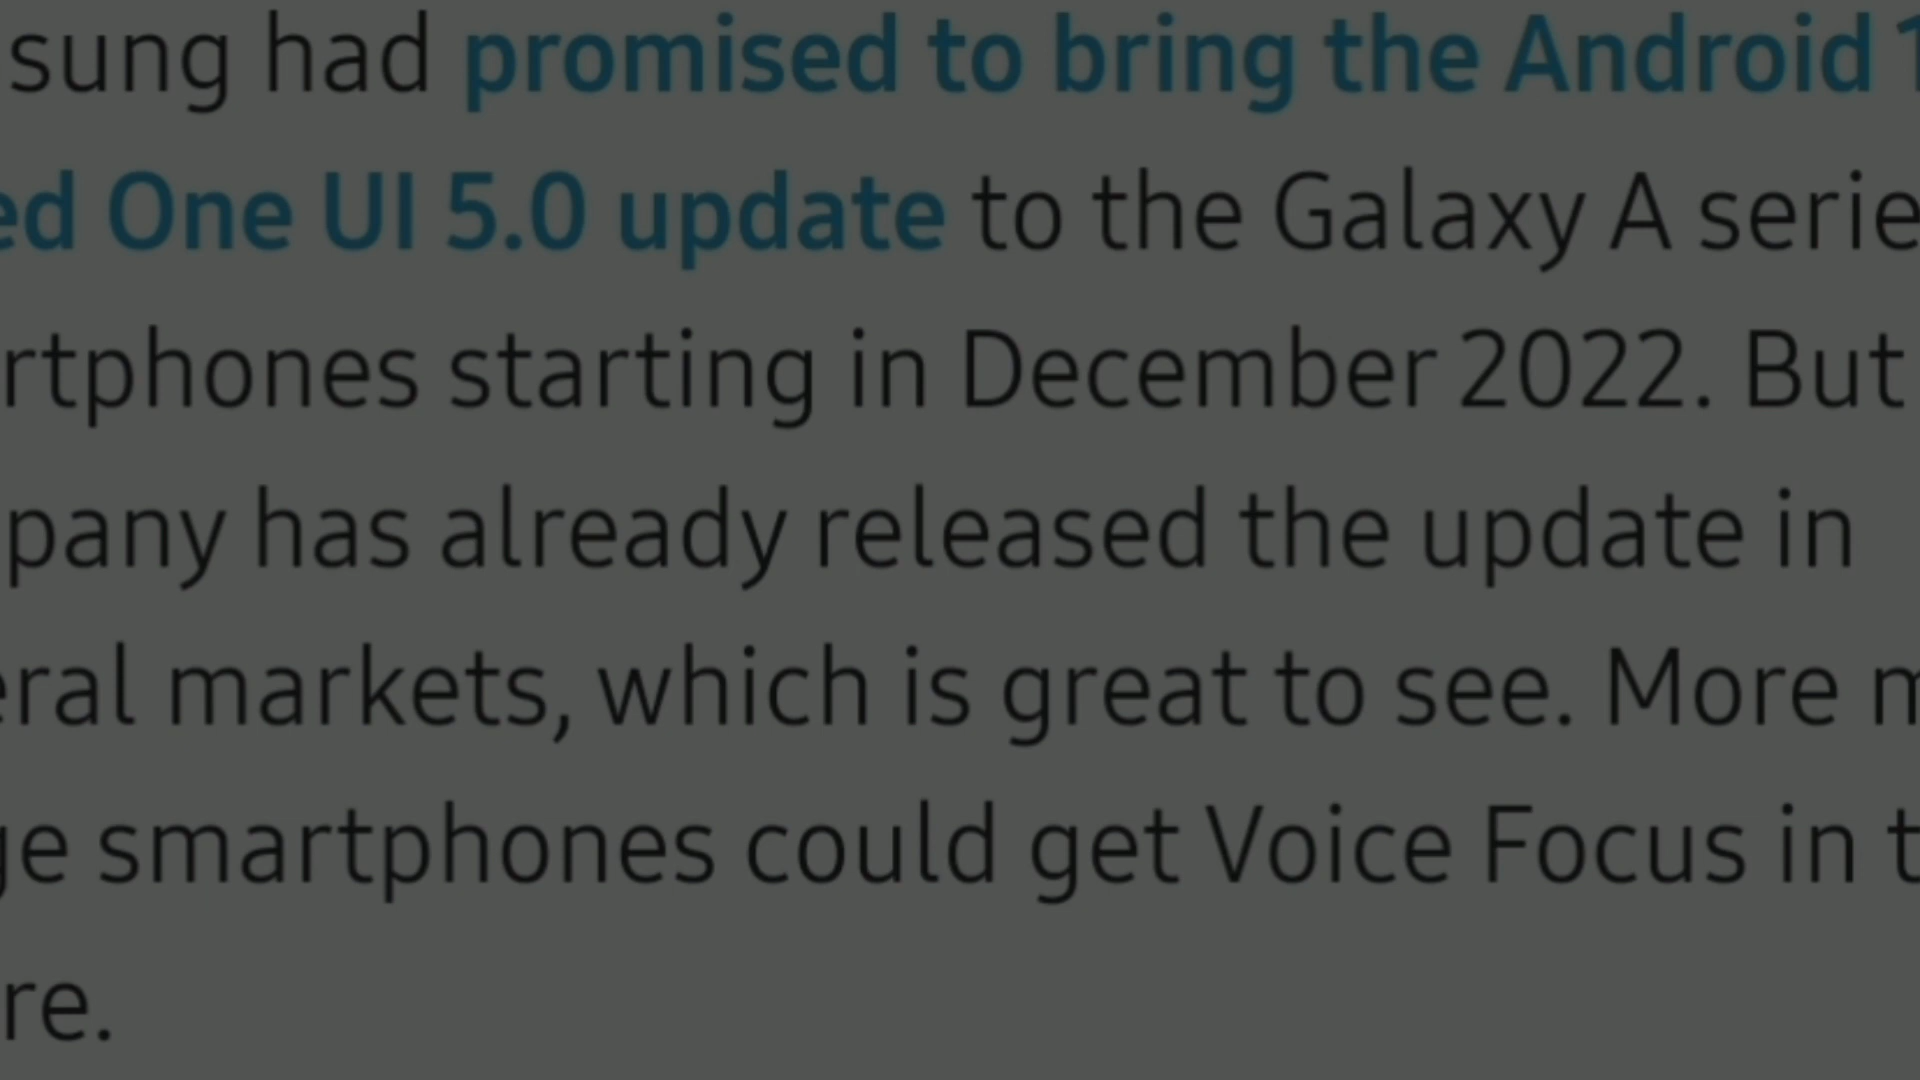 sung had promised to bring the Android 1
ed One UI 5.0 update to the Galaxy A serie
rtphones starting in December 2022. But
pany has already released the update in
eral markets, which is great to see. More m
ge smartphones could get Voice Focus in t
re.